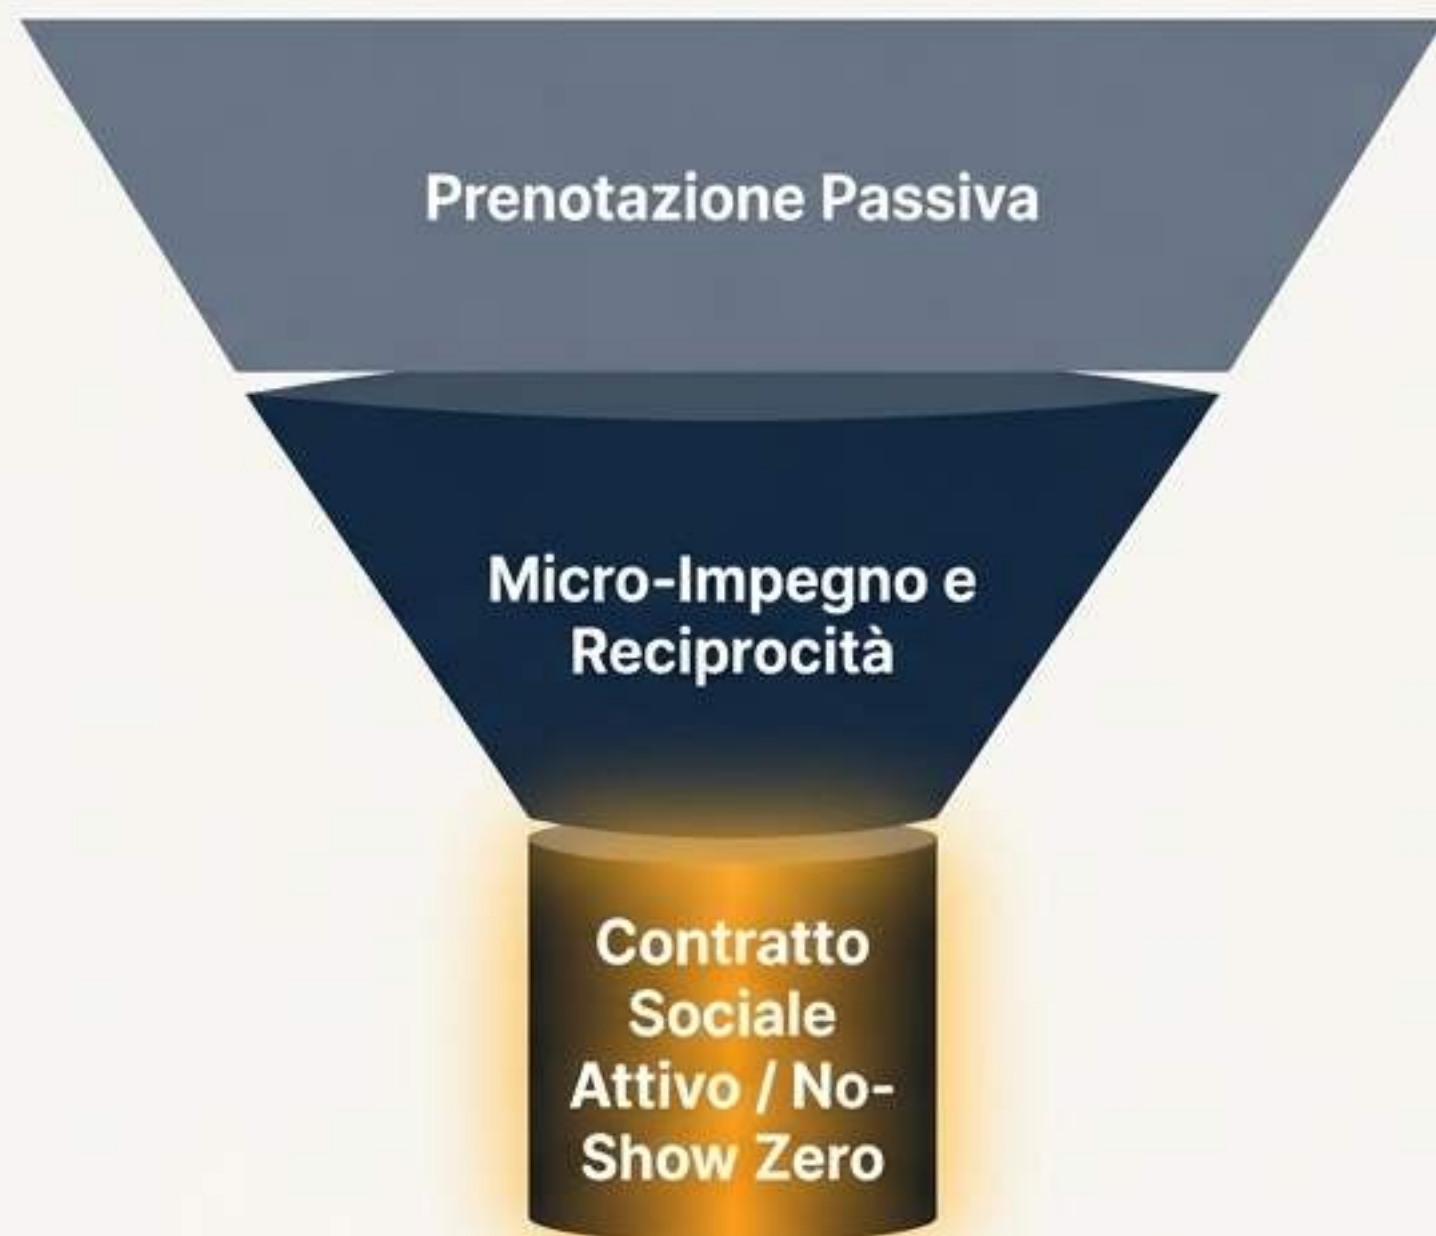 Prenotazione Passiva
Micro-Impegno e
Reciprocità
Contratto
Sociale
Attivo / No-
Show Zero